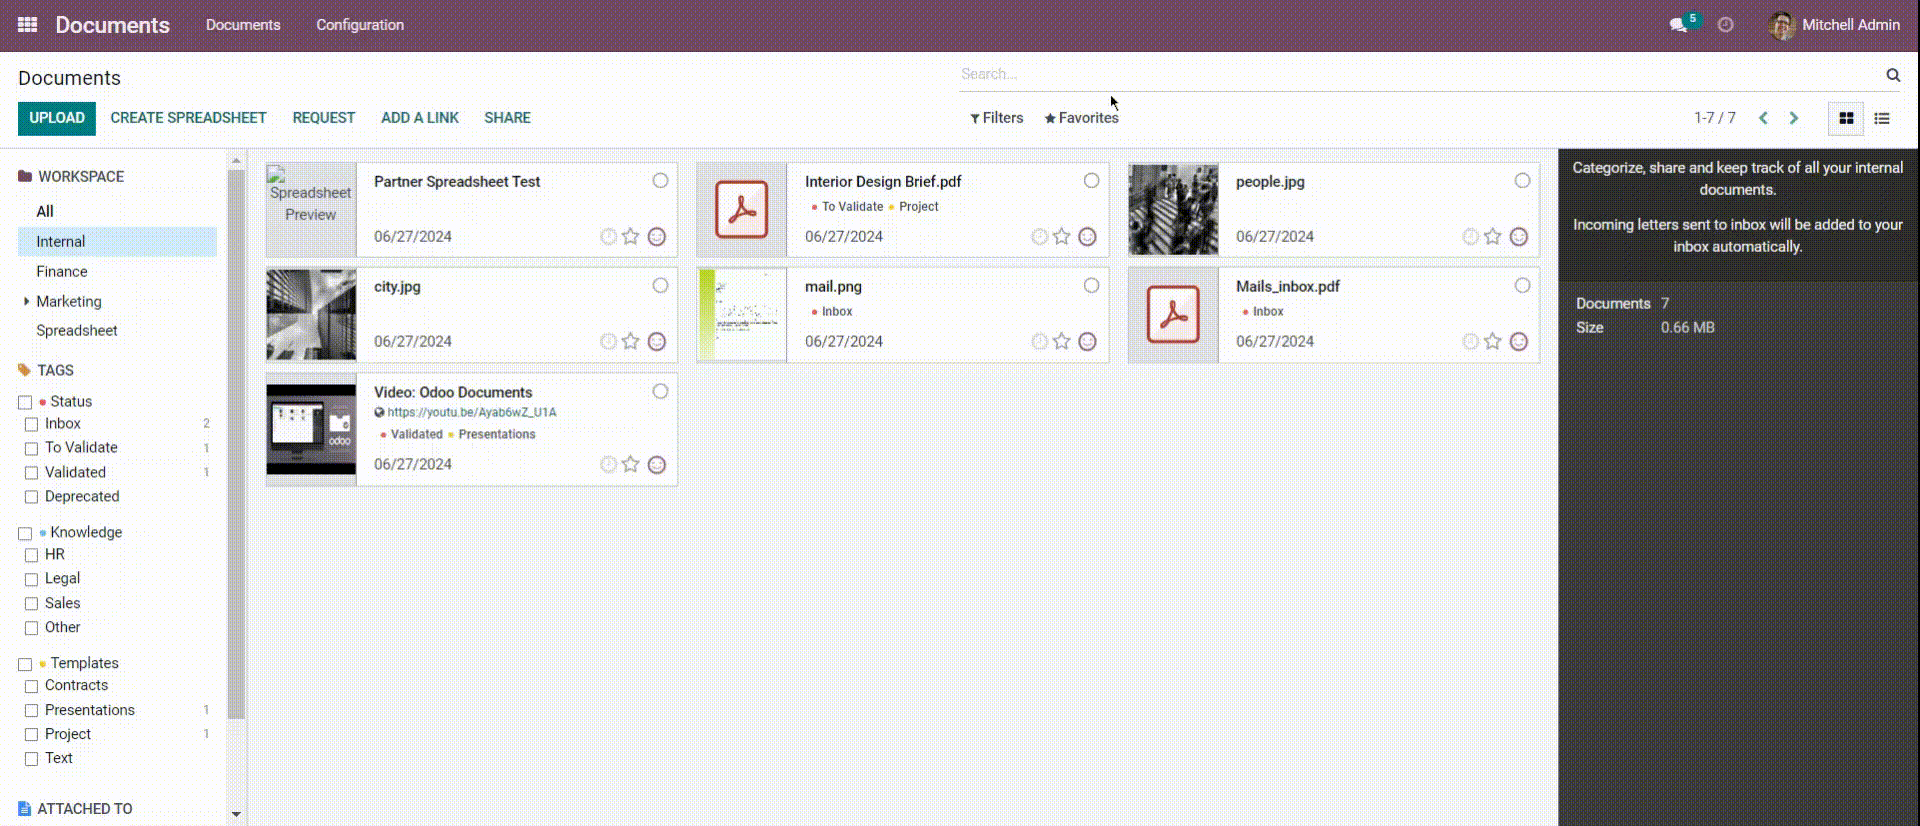 Documents Documents Configuration 5 Mitchell Admin
Documents
Search...
UPLOAD CREATE SPREADSHEET REQUEST ADD A LINK SHARE
Filters Favorites 1-7 / 7
WORKSPACE
All
Internal
Finance
Marketing
Spreadsheet
TAGS
Status
Inbox 2
To Validate 1
Validated 1
Deprecated
Knowledge
HR
Legal
Sales
Other
Templates
Contracts
Presentations 1
Project 1
Text
ATTACHED TO
Spreadsheet
Preview
Partner Spreadsheet Test
06/27/2024
Interior Design Brief.pdf
To Validate Project
06/27/2024
people.jpg
06/27/2024
city.jpg
06/27/2024
mail.png
Inbox
06/27/2024
Mails_inbox.pdf
Inbox
06/27/2024
odoo
Video: Odoo Documents
https://youtu.be/Ayab6wZ_U1A
Validated Presentations
06/27/2024
Categorize, share and keep track of all your internal
documents.
Incoming letters sent to inbox will be added to your
inbox automatically.
Documents 7
Size 0.66 MB